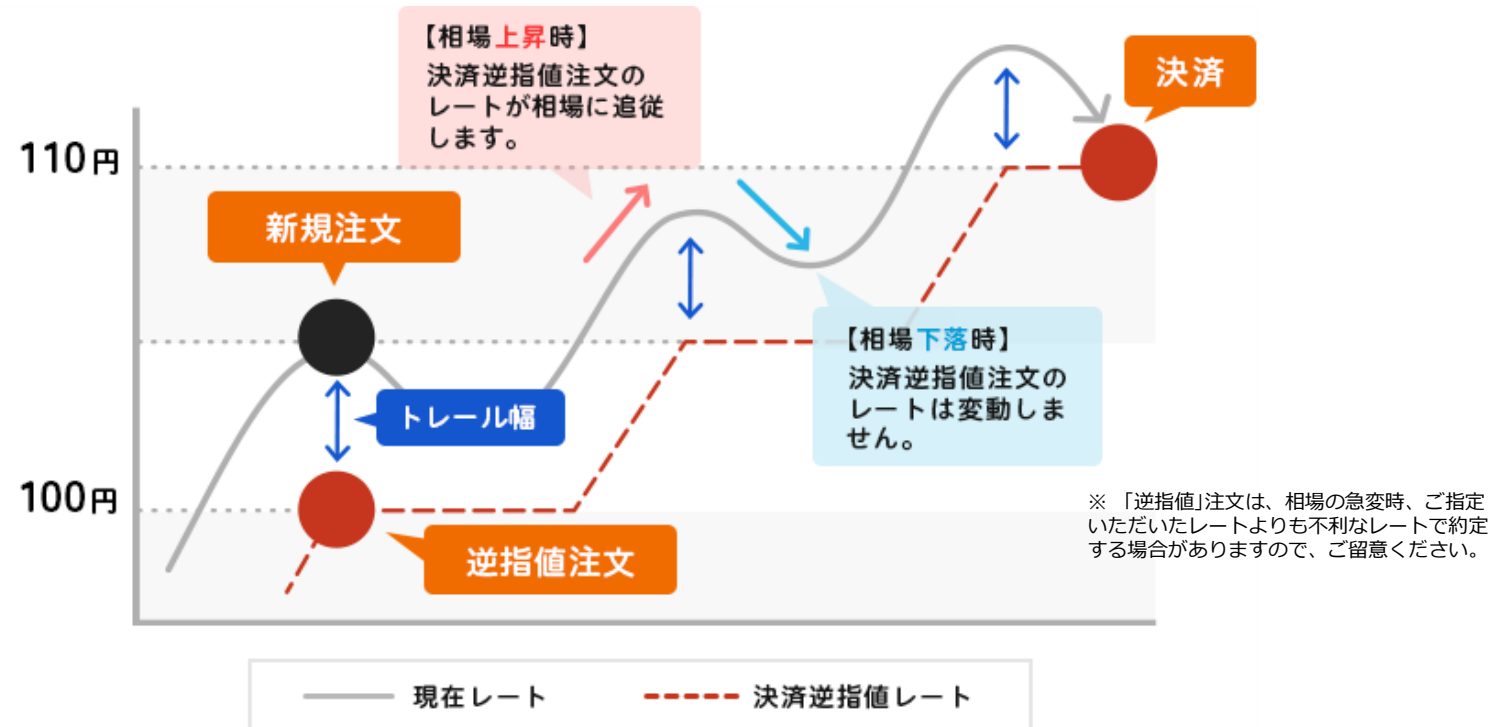 【相場上昇時】
決済逆指値注文の
レートが相場に追従
します。
決済
110円
新規注文
【相場下落時】
決済逆指値注文の
レートは変動しま
せん。
トレール幅
100円
逆指値注文
※ 「逆指値」注文は、相場の急変時、ご指定
いただいたレートよりも不利なレートで約定
する場合がありますので、ご留意ください。
現在レート
決済逆指値レート